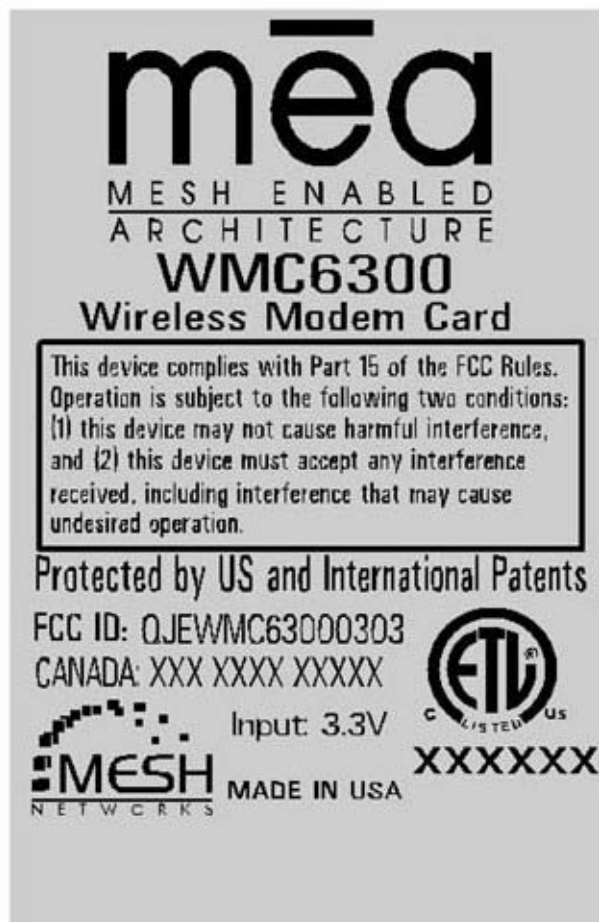 mēa
MESH ENABLED
ARCHITECTURE
WMC6300
Wireless Modem Card
This device complies with Part 15 of the FCC Rules.
Operation is subject to the following two conditions:
(1) this device may not cause harmful interference,
and (2) this device must accept any interference
received, including interference that may cause
undesired operation.
Protected by US and International Patents
FCC ID: QJEWMC63000303
CANADA: XXX XXXX XXXXX
ETL ®
C LISTED US
Input: 3.3V
XXXXXX
MESH
NETWORKS
MADE IN USA